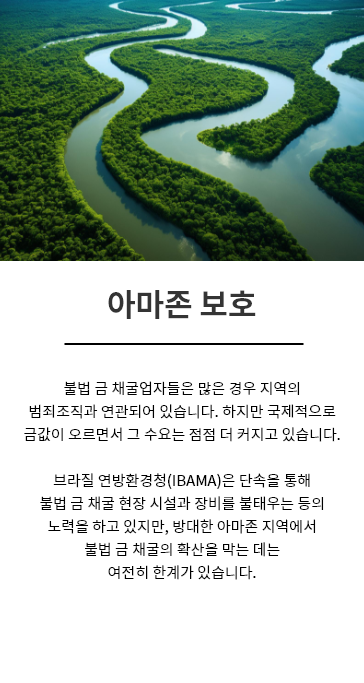 아마존 보호
불법 금 채굴업자들은 많은 경우 지역의
범죄조직과 연관되어 있습니다. 하지만 국제적으로
금값이 오르면서 그 수요는 점점 더 커지고 있습니다.
브라질 연방환경청(IBAMA)은 단속을 통해
불법 금 채굴 현장 시설과 장비를 불태우는 등의
노력을 하고 있지만, 방대한 아마존 지역에서
불법 금 채굴의 확산을 막는 데는
여전히 한계가 있습니다.